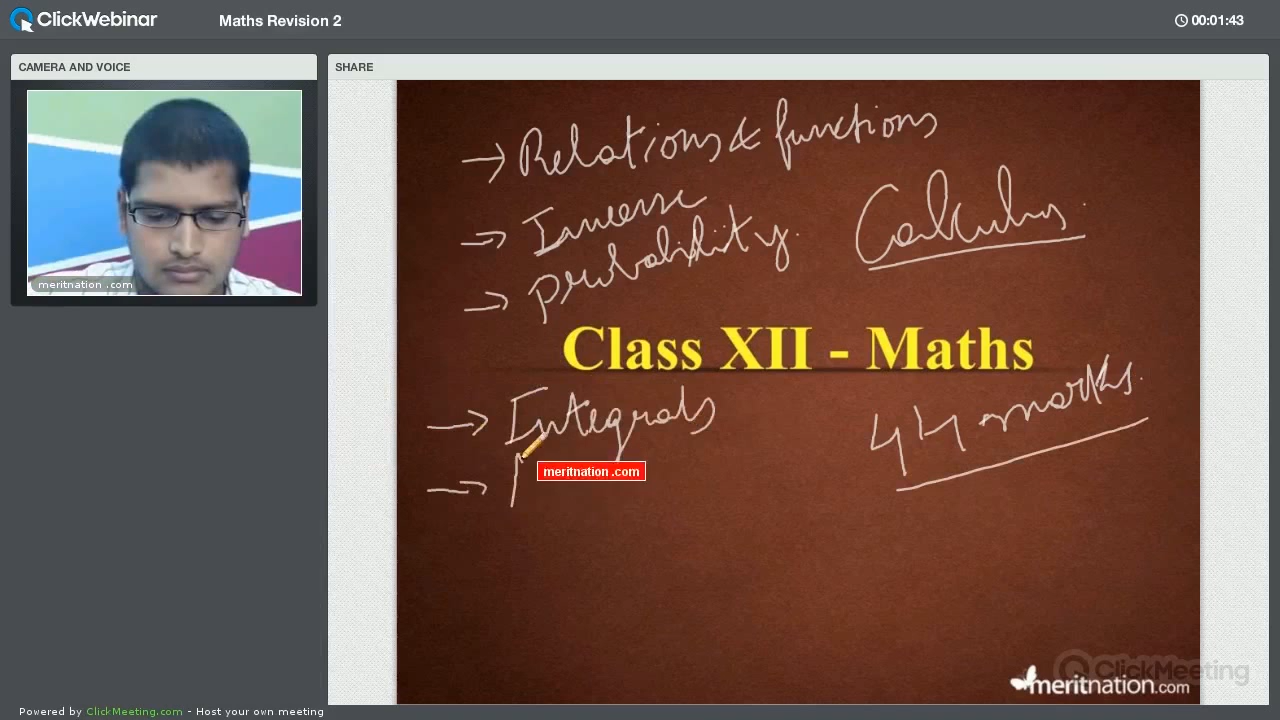 ClickWebinar
Maths Revision 2
00:01:43
CAMERA AND VOICE
SHARE
meritnation .com
→ Relations & functions
→ Inverse
→ probability.
Calculus.
Class XII - Maths
→ Integrals
44 marks.
meritnation .com
→
ClickMeeting
meritnation.com
Powered by ClickMeeting.com - Host your own meeting